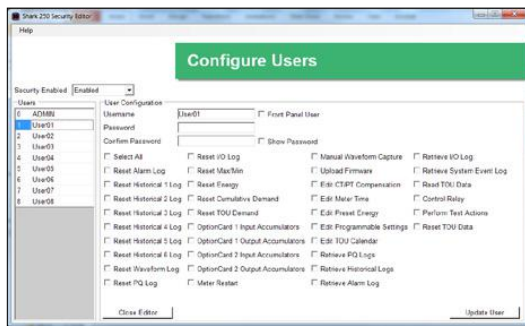 Shark 250 Security Editor
Help
Configure Users
Security Enabled Enabled
Users
0 ADMIN
1 User01
2 User02
3 User03
4 User04
5 User05
6 User06
7 User07
8 User08
User Configuration
Username User01 Front Panel User
Password
Confirm Password Show Password
Select All Reset I/O Log Manual Waveform Capture Retrieve I/O Log
Reset Alarm Log Reset Max/Min Upload Firmware Retrieve System Event Log
Reset Historical 1 Log Reset Energy Edit CT/PT Compensation Read TOU Data
Reset Historical 2 Log Reset Cumulative Demand Edit Meter Time Control Relay
Reset Historical 3 Log Reset TOU Demand Edit Preset Energy Perform Test Actions
Reset Historical 4 Log OptionCard 1 Input Accumulators Edit Programmable Settings Reset TOU Data
Reset Historical 5 Log OptionCard 1 Output Accumulators Edit TOU Calendar
Reset Historical 6 Log OptionCard 2 Input Accumulators Retrieve PQ Logs
Reset Waveform Log OptionCard 2 Output Accumulators Retrieve Historical Logs
Reset PQ Log Meter Restart Retrieve Alarm Log
Close Editor Update User